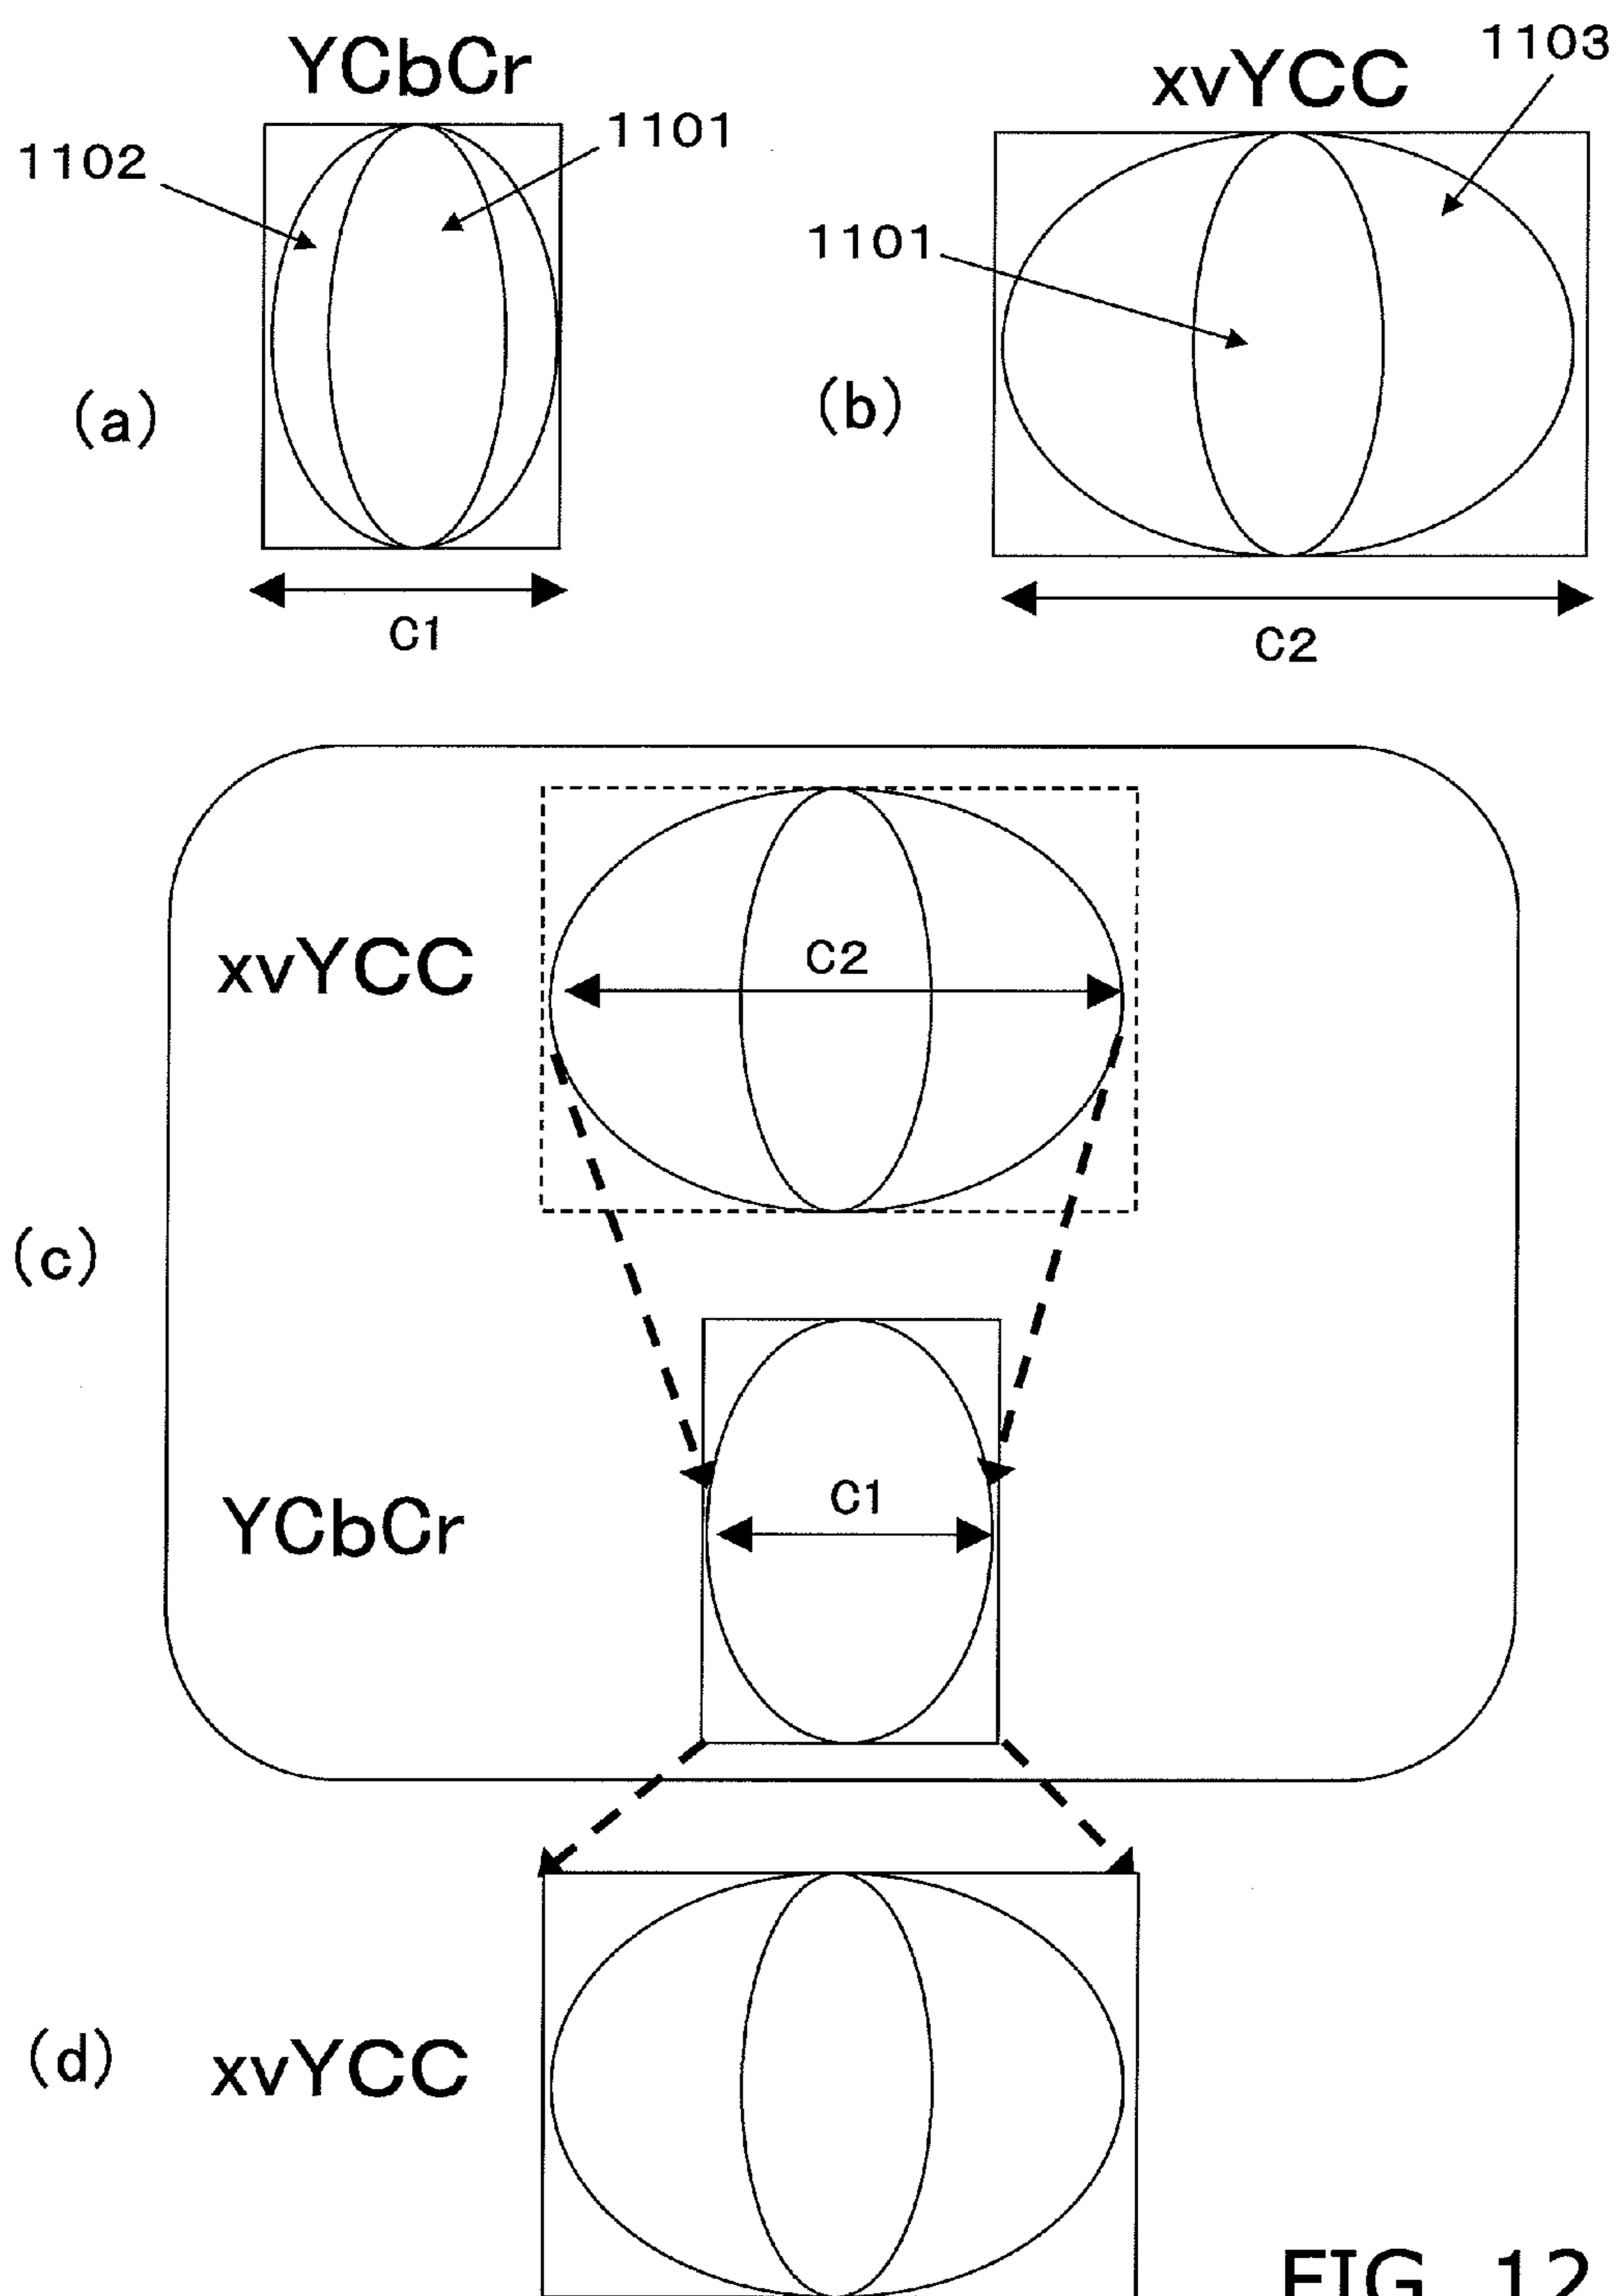 YCbCr
1102
1101
(a)
C1
xvYCC
1103
1101
(b)
C2
(c)
xvYCC
C2
YCbCr
C1
(d)
xvYCC
FIG. 12